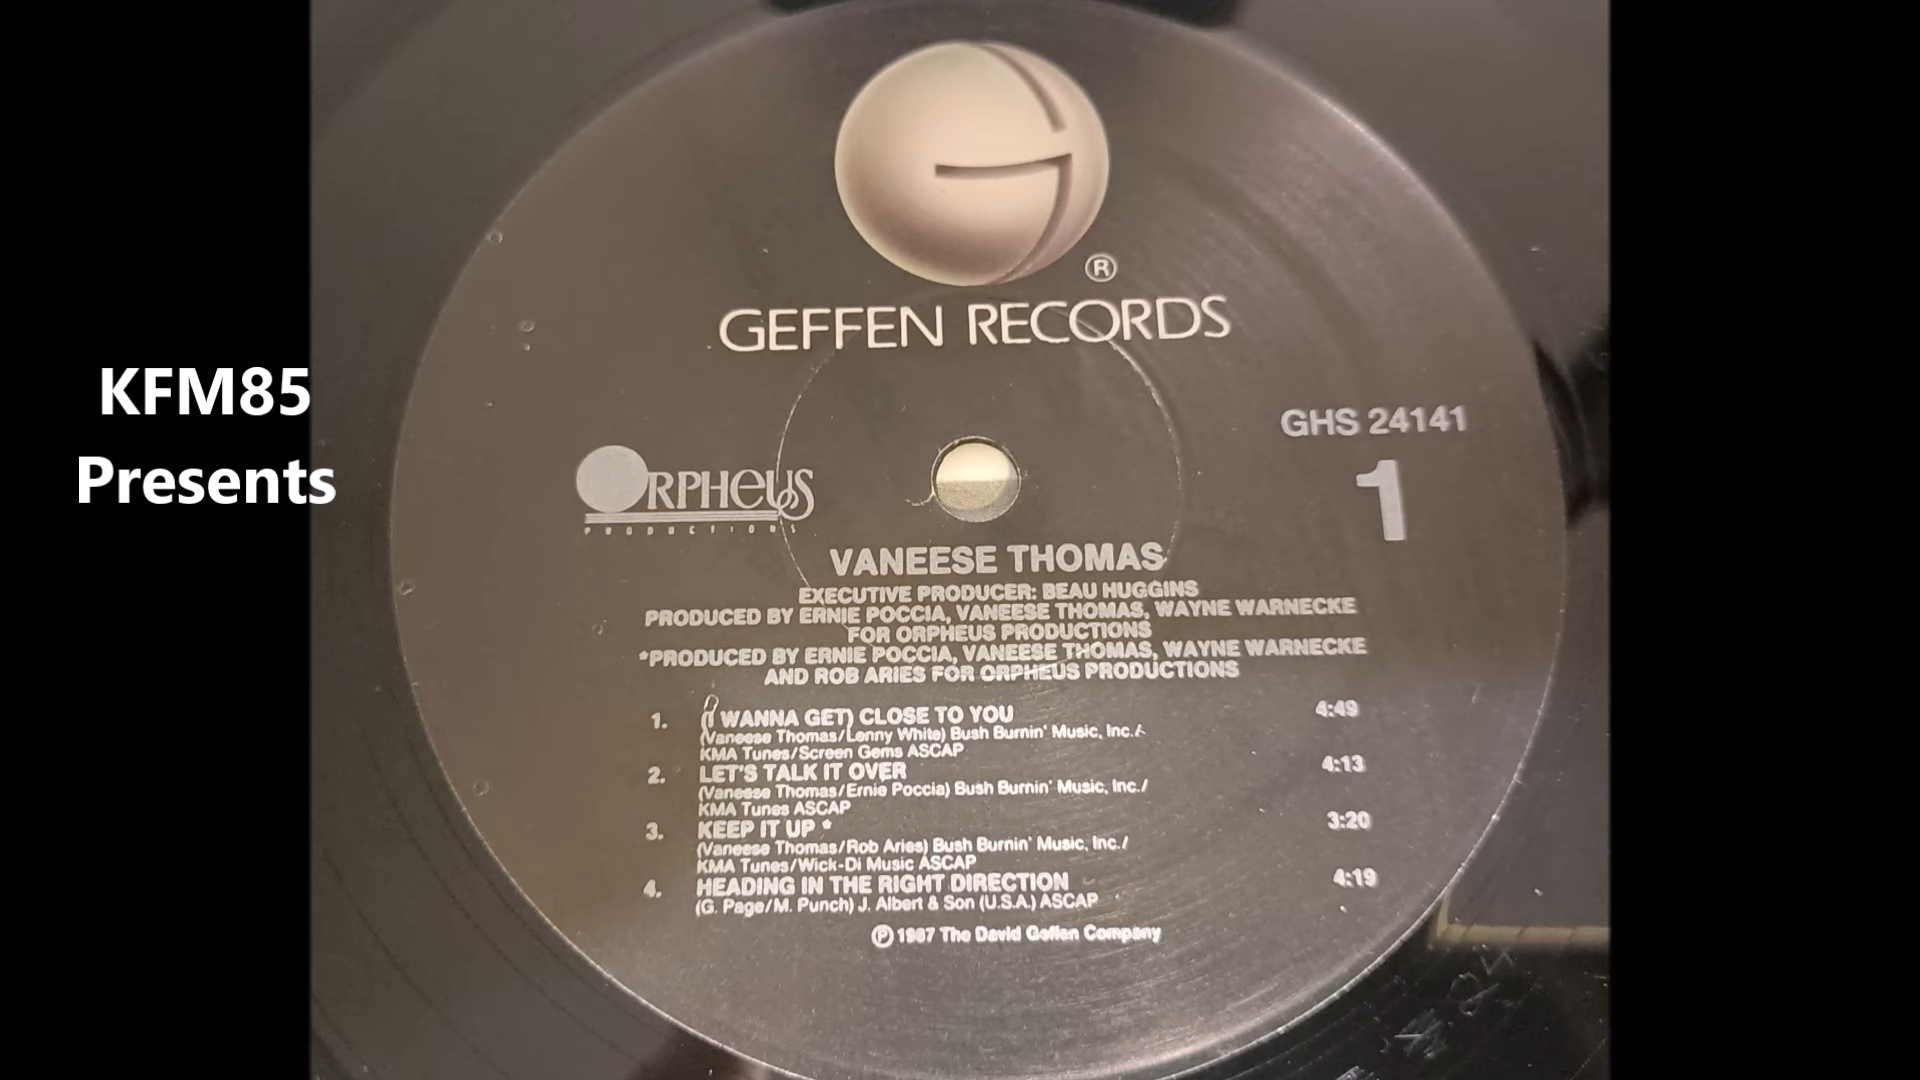 KFM85
Presents
®
GEFFEN RECORDS
GHS 24141
1
ORPHEUS
PRODUCTIONS
VANEESE THOMAS
EXECUTIVE PRODUCER: BEAU HUGGINS
PRODUCED BY ERNIE POCCIA, VANEESE THOMAS, WAYNE WARNECKE
FOR ORPHEUS PRODUCTIONS
*PRODUCED BY ERNIE POCCIA, VANEESE THOMAS, WAYNE WARNECKE
AND ROB ARIES FOR ORPHEUS PRODUCTIONS
1. (I WANNA GET) CLOSE TO YOU 4:49
(Vaneese Thomas/Lenny White) Bush Burnin' Music, Inc./
KMA Tunes/Screen Gems ASCAP
2. LET'S TALK IT OVER 4:13
(Vaneese Thomas/Ernie Poccia) Bush Burnin' Music, Inc./
KMA Tunes ASCAP
3. KEEP IT UP * 3:20
(Vaneese Thomas/Rob Aries) Bush Burnin' Music, Inc./
KMA Tunes/Wick-Di Music ASCAP
4. HEADING IN THE RIGHT DIRECTION 4:19
(G. Page/M. Punch) J. Albert & Son (U.S.A.) ASCAP
℗ 1987 The David Geffen Company